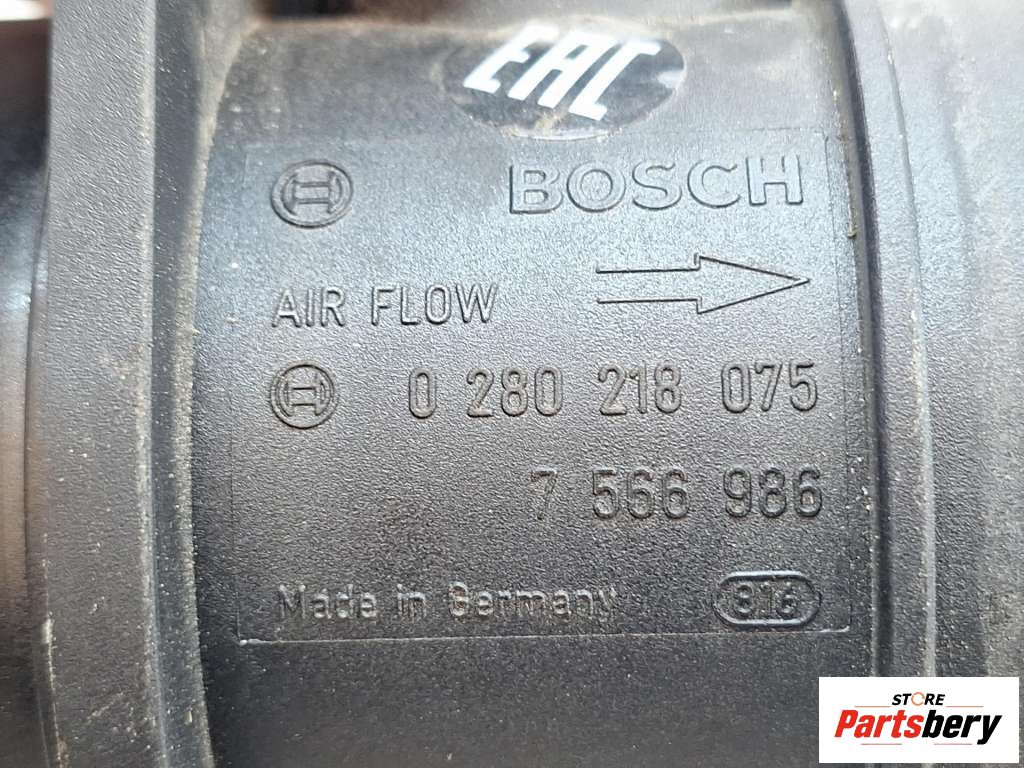 EAC
BOSCH
AIR FLOW
0 280 218 075
7 566 986
Made in Germany 816
STORE
Partsbery